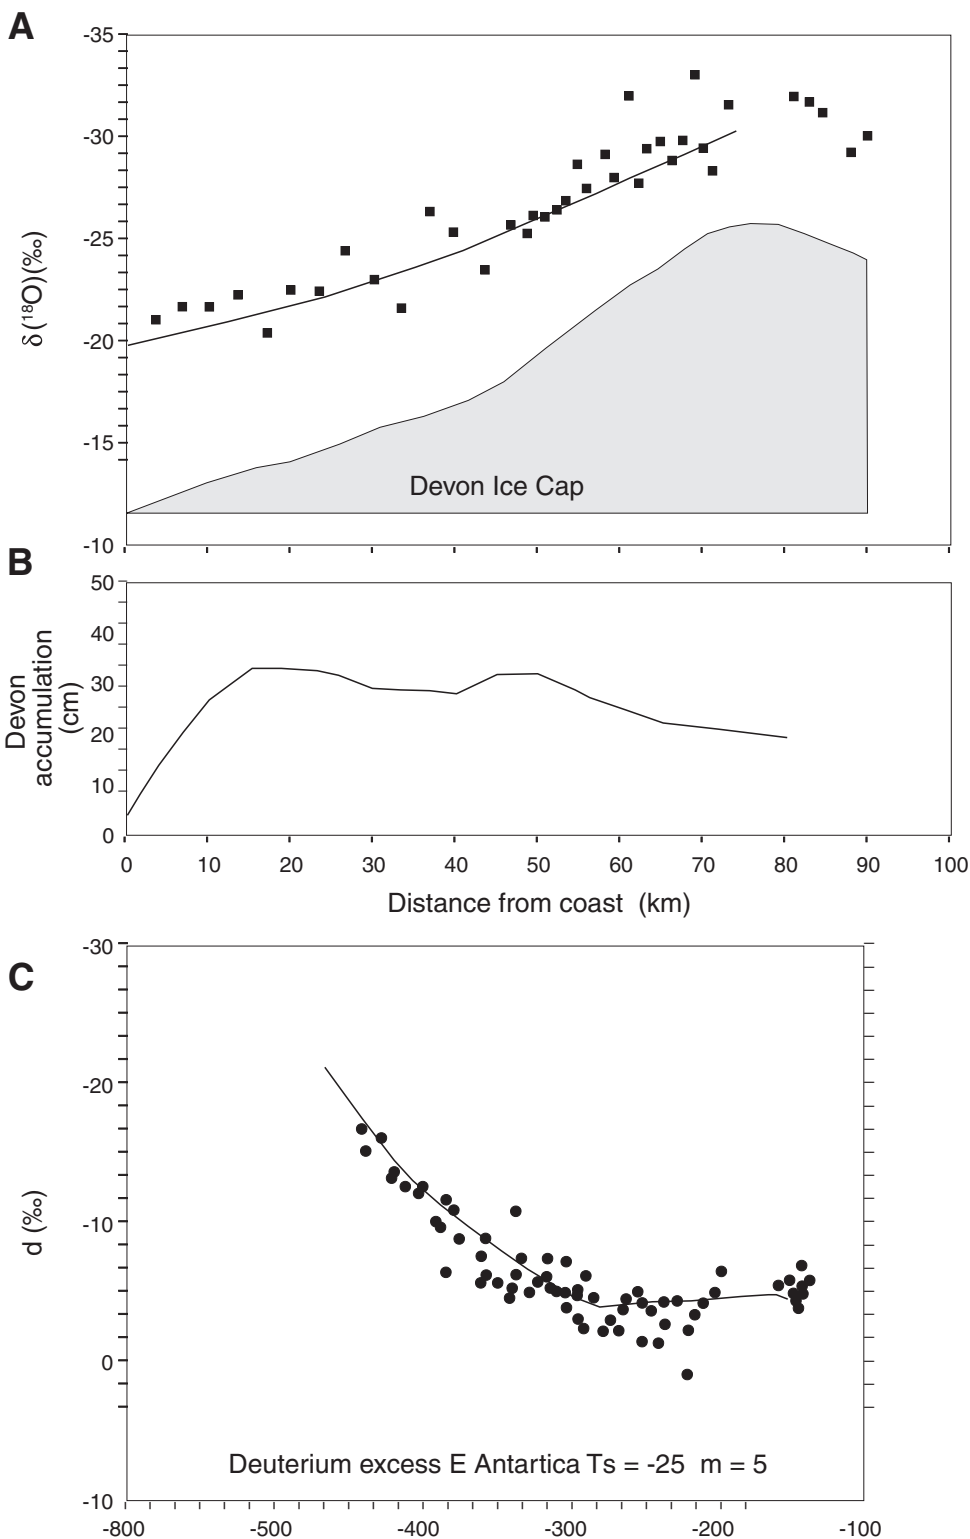 A
-35
-30
-25
-20
-15
-10
δ (¹⁸O)(‰)
Devon Ice Cap
B
50
40
30
20
10
0
Devon
accumulation
(cm)
0 10 20 30 40 50 60 70 80 90 100
Distance from coast (km)
C
-30
-20
-10
0
-10
d (‰)
Deuterium excess E Antartica Ts = -25 m = 5
-800 -500 -400 -300 -200 -100